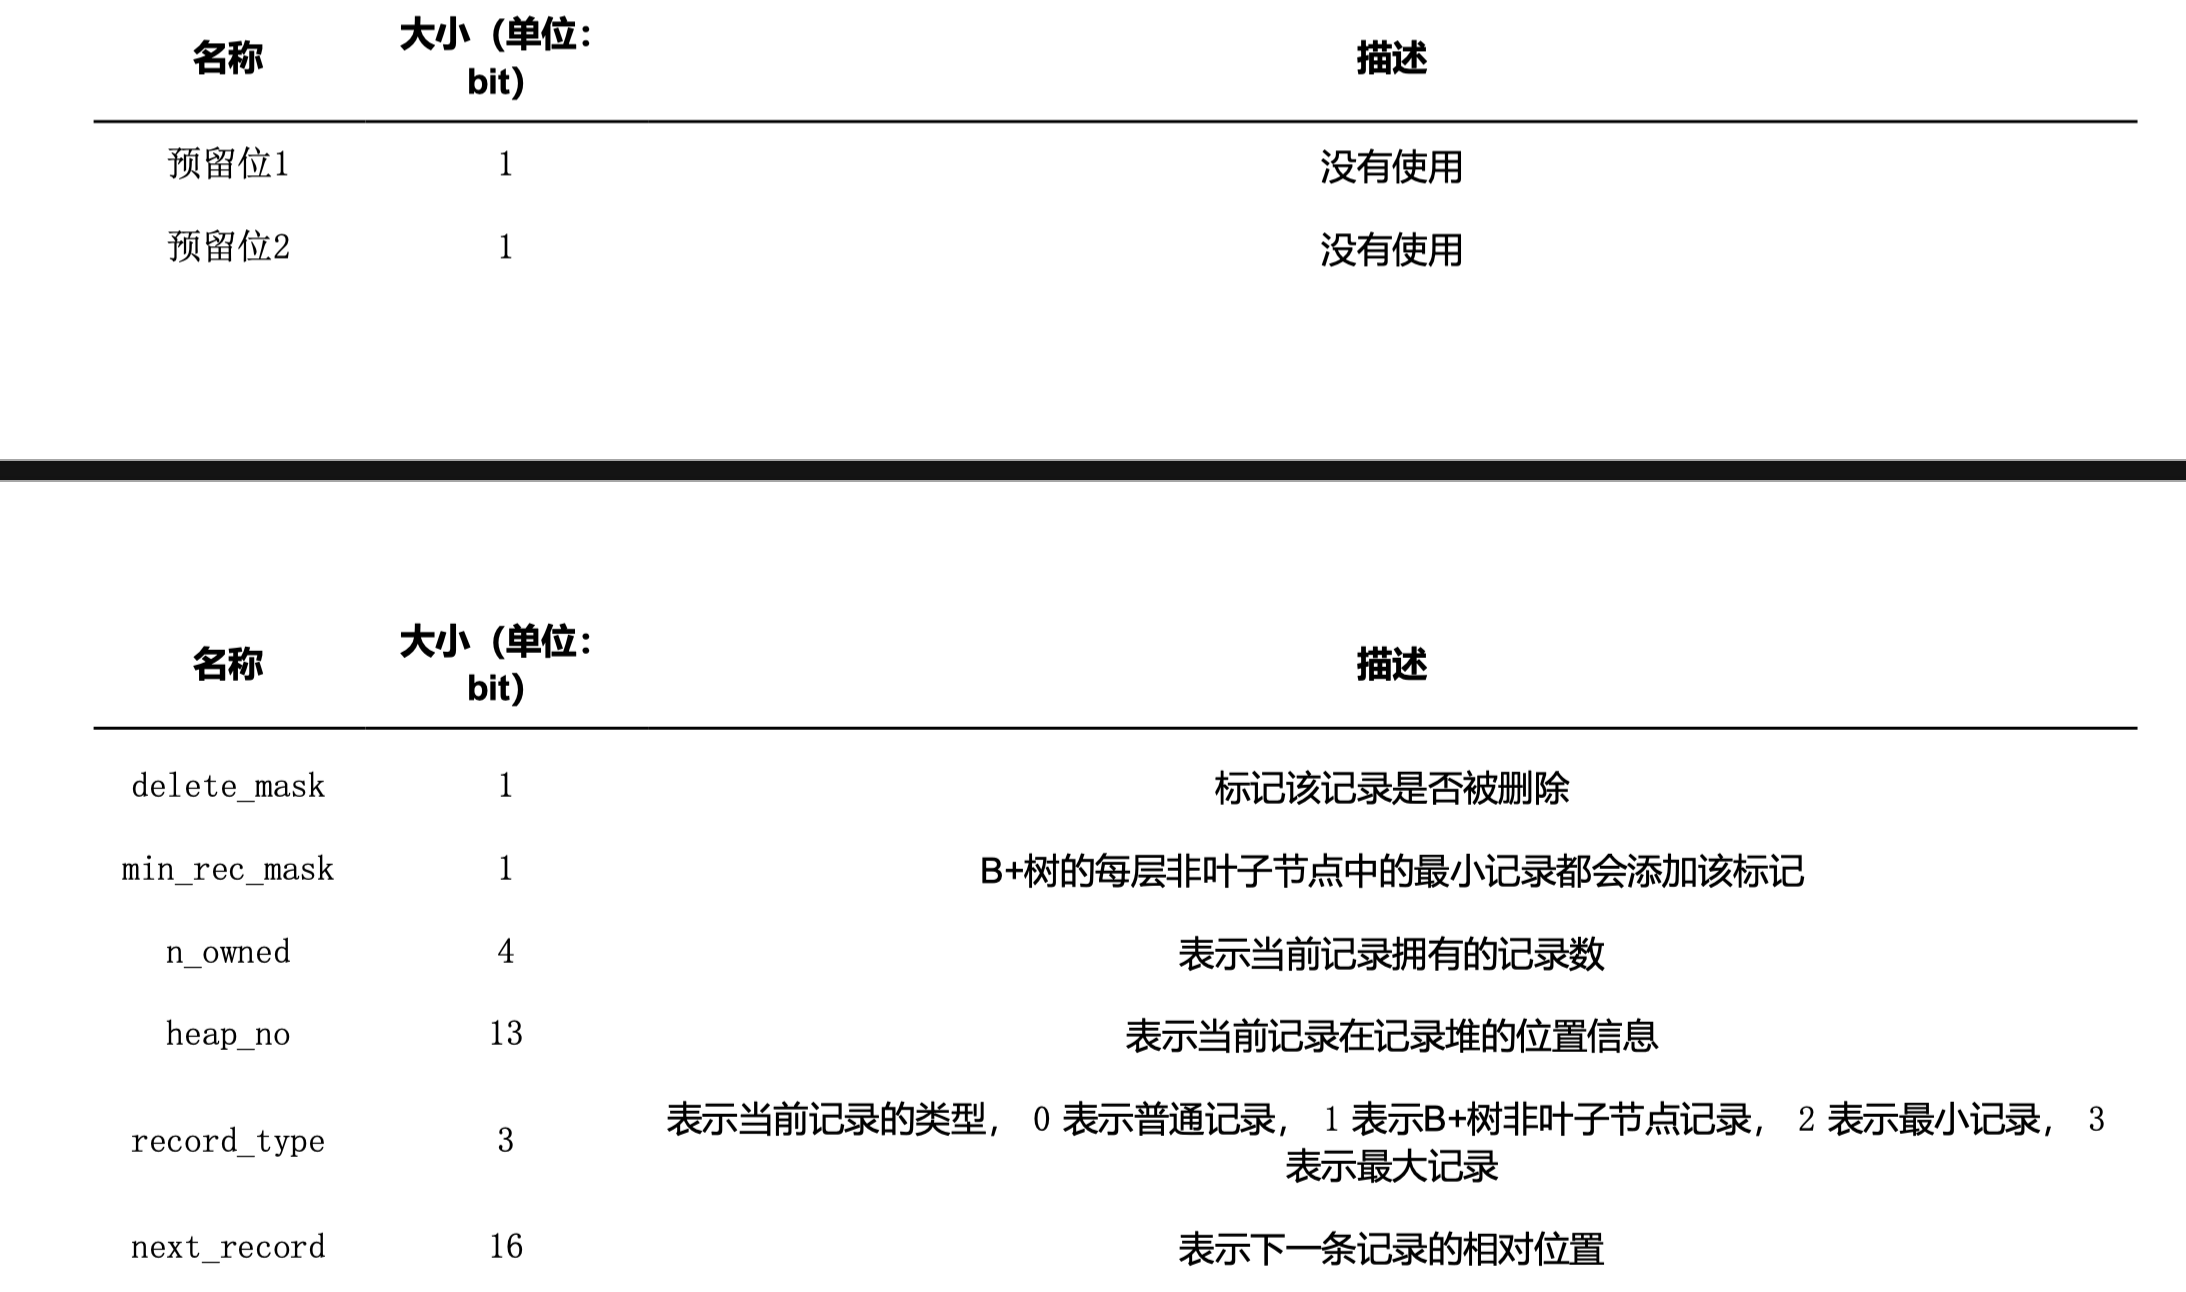 名称 大小（单位：bit） 描述
预留位1 1 没有使用
预留位2 1 没有使用
名称 大小（单位：bit） 描述
delete_mask 1 标记该记录是否被删除
min_rec_mask 1 B+树的每层非叶子节点中的最小记录都会添加该标记
n_owned 4 表示当前记录拥有的记录数
heap_no 13 表示当前记录在记录堆的位置信息
record_type 3 表示当前记录的类型， 0 表示普通记录， 1 表示B+树非叶子节点记录， 2 表示最小记录， 3
表示最大记录
next_record 16 表示下一条记录的相对位置